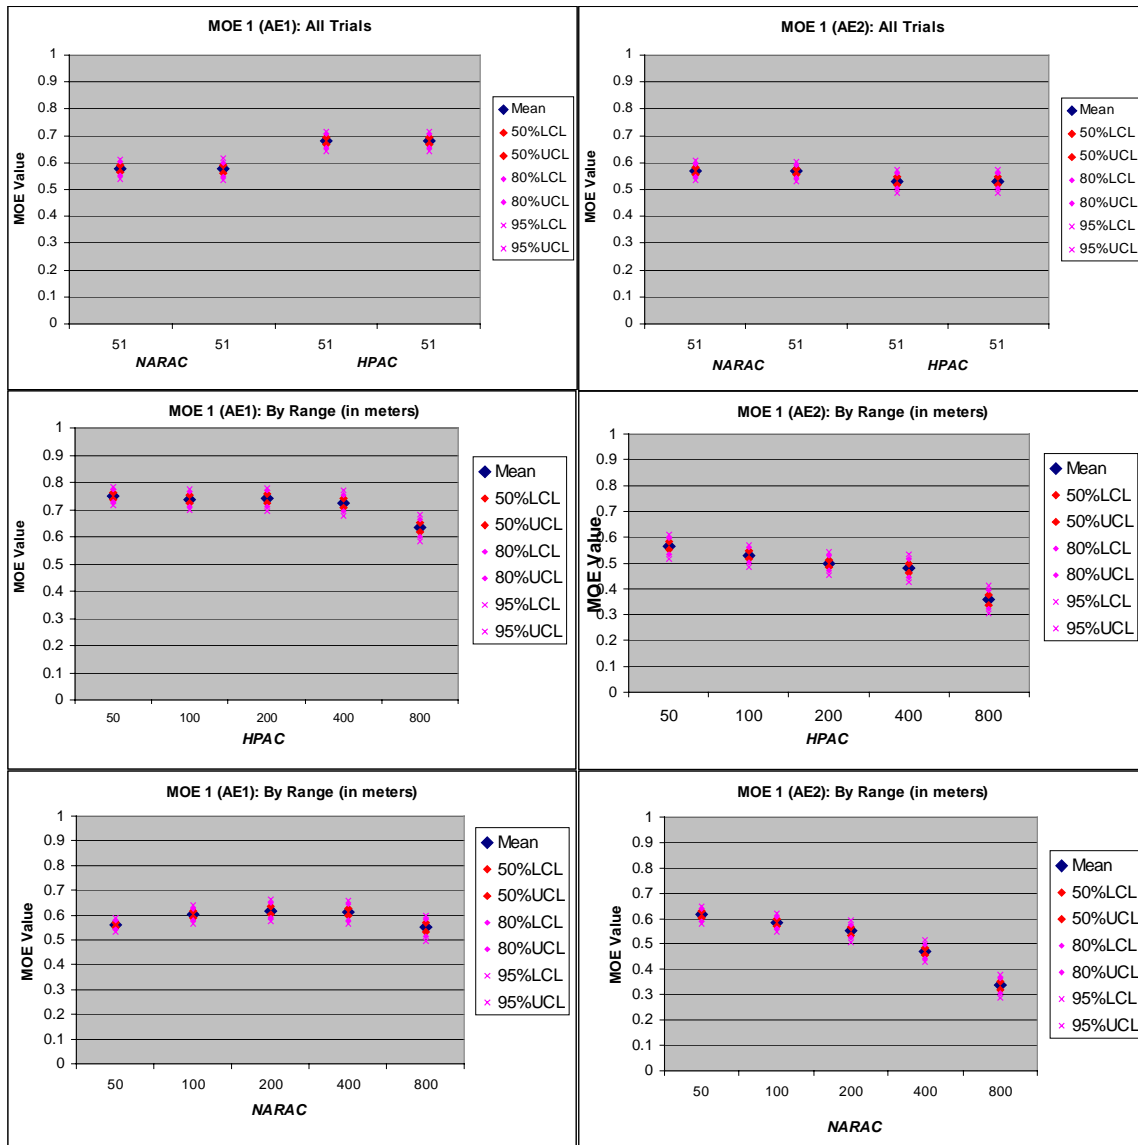 MOE 1 (AE1): All Trials
1
0.9
0.8
0.7
0.6
0.5
0.4
0.3
0.2
0.1
0
MOE Value
51 51 51 51
NARAC HPAC
Mean
50%LCL
50%UCL
80%LCL
80%UCL
95%LCL
95%UCL
MOE 1 (AE2): All Trials
1
0.9
0.8
0.7
0.6
0.5
0.4
0.3
0.2
0.1
0
MOE Value
51 51 51 51
NARAC HPAC
Mean
50%LCL
50%UCL
80%LCL
80%UCL
95%LCL
95%UCL
MOE 1 (AE1): By Range (in meters)
1
0.9
0.8
0.7
0.6
0.5
0.4
0.3
0.2
0.1
0
MOE Value
50 100 200 400 800
HPAC
Mean
50%LCL
50%UCL
80%LCL
80%UCL
95%LCL
95%UCL
MOE 1 (AE2): By Range (in meters)
1
0.9
0.8
0.7
0.6
0.5
0.4
0.3
0.2
0.1
0
MOE Value
50 100 200 400 800
HPAC
Mean
50%LCL
50%UCL
80%LCL
80%UCL
95%LCL
95%UCL
MOE 1 (AE1): By Range (in meters)
1
0.9
0.8
0.7
0.6
0.5
0.4
0.3
0.2
0.1
0
MOE Value
50 100 200 400 800
NARAC
Mean
50%LCL
50%UCL
80%LCL
80%UCL
95%LCL
95%UCL
MOE 1 (AE2): By Range (in meters)
1
0.9
0.8
0.7
0.6
0.5
0.4
0.3
0.2
0.1
0
MOE Value
50 100 200 400 800
NARAC
Mean
50%LCL
50%UCL
80%LCL
80%UCL
95%LCL
95%UCL